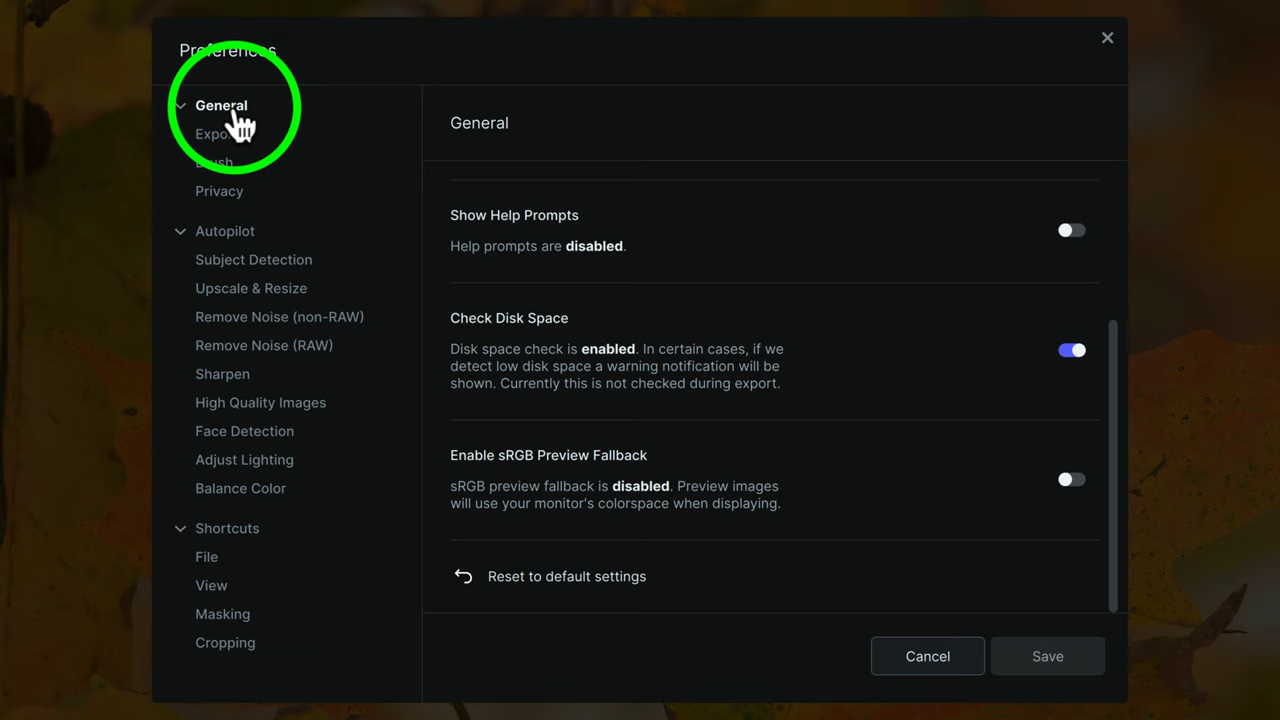 Preferences
General
Export
Brush
Privacy
Autopilot
Subject Detection
Upscale & Resize
Remove Noise (non-RAW)
Remove Noise (RAW)
Sharpen
High Quality Images
Face Detection
Adjust Lighting
Balance Color
Shortcuts
File
View
Masking
Cropping
General
Show Help Prompts
Help prompts are disabled.
Check Disk Space
Disk space check is enabled. In certain cases, if we
detect low disk space a warning notification will be
shown. Currently this is not checked during export.
Enable sRGB Preview Fallback
sRGB preview fallback is disabled. Preview images
will use your monitor's colorspace when displaying.
Reset to default settings
Cancel
Save